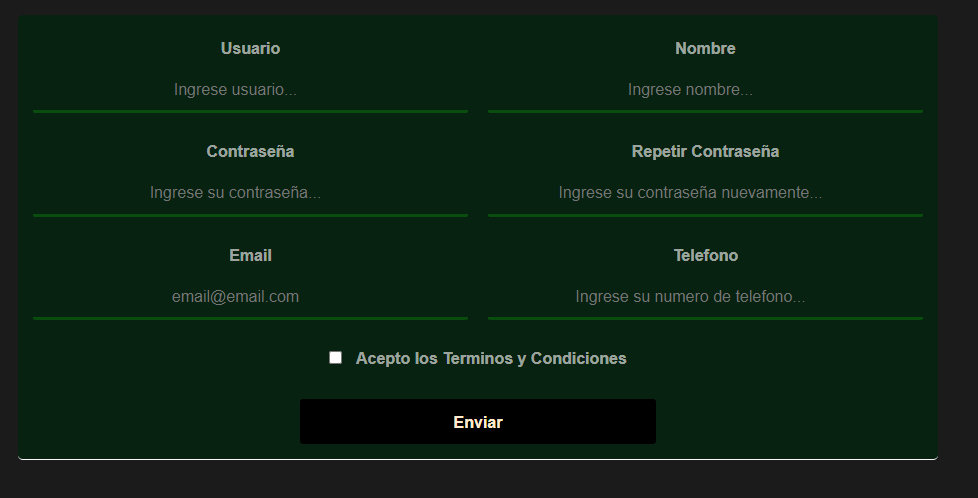 Usuario
Nombre
Ingrese usuario...
Ingrese nombre...
Contraseña
Repetir Contraseña
Ingrese su contraseña...
Ingrese su contraseña nuevamente...
Email
Telefono
email@email.com
Ingrese su numero de telefono...
Acepto los Terminos y Condiciones
Enviar